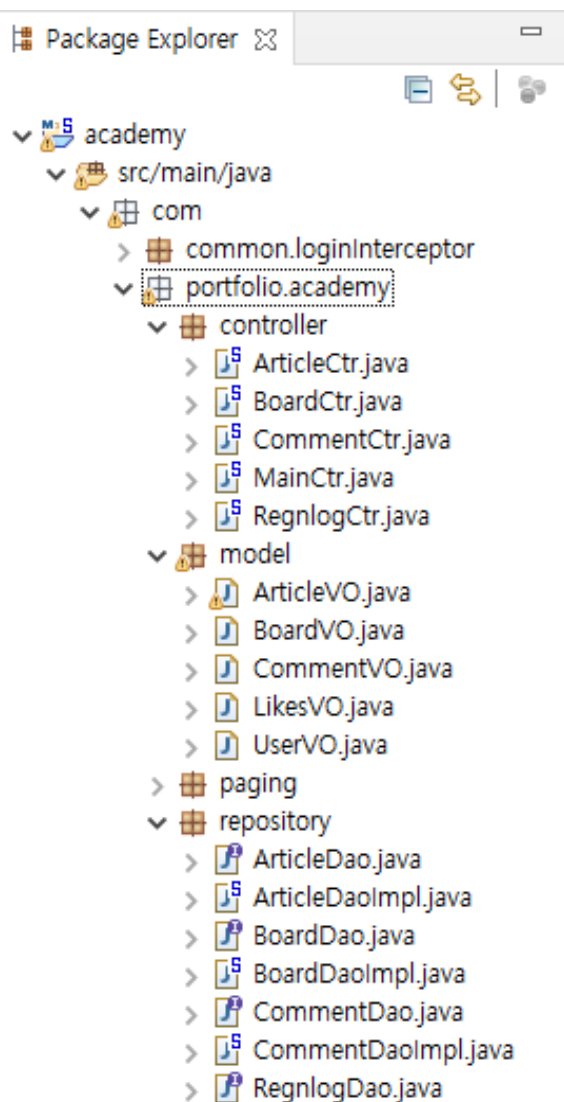 Package Explorer
academy
src/main/java
com
common.loginInterceptor
portfolio.academy
controller
ArticleCtr.java
BoardCtr.java
CommentCtr.java
MainCtr.java
RegnlogCtr.java
model
ArticleVO.java
BoardVO.java
CommentVO.java
LikesVO.java
UserVO.java
paging
repository
ArticleDao.java
ArticleDaoImpl.java
BoardDao.java
BoardDaoImpl.java
CommentDao.java
CommentDaoImpl.java
RegnlogDao.java